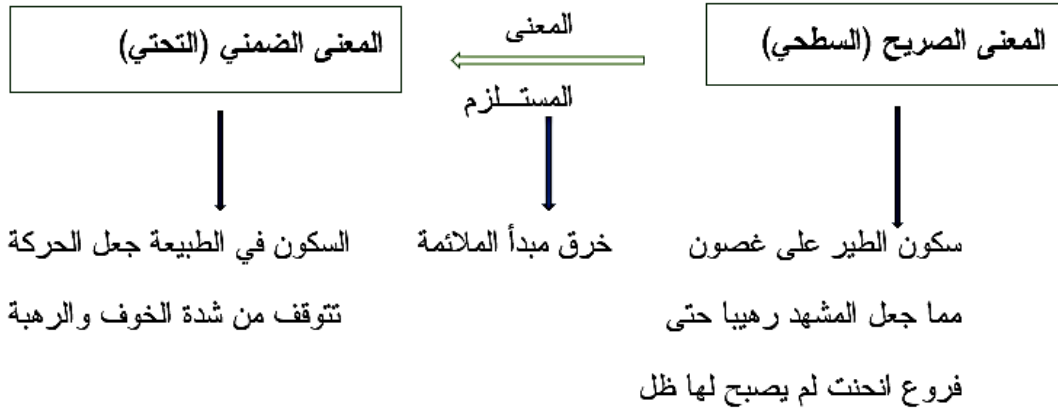 المعنى الصريح (السطحي)
المعنى
المستــلزم
المعنى الضمني (التحتي)
سكون الطير على غصون
مما جعل المشهد رهيبا حتى
فروع انحنت لم يصبح لها ظل
خرق مبدأ الملائمة
السكون في الطبيعة جعل الحركة
تتوقف من شدة الخوف والرهبة